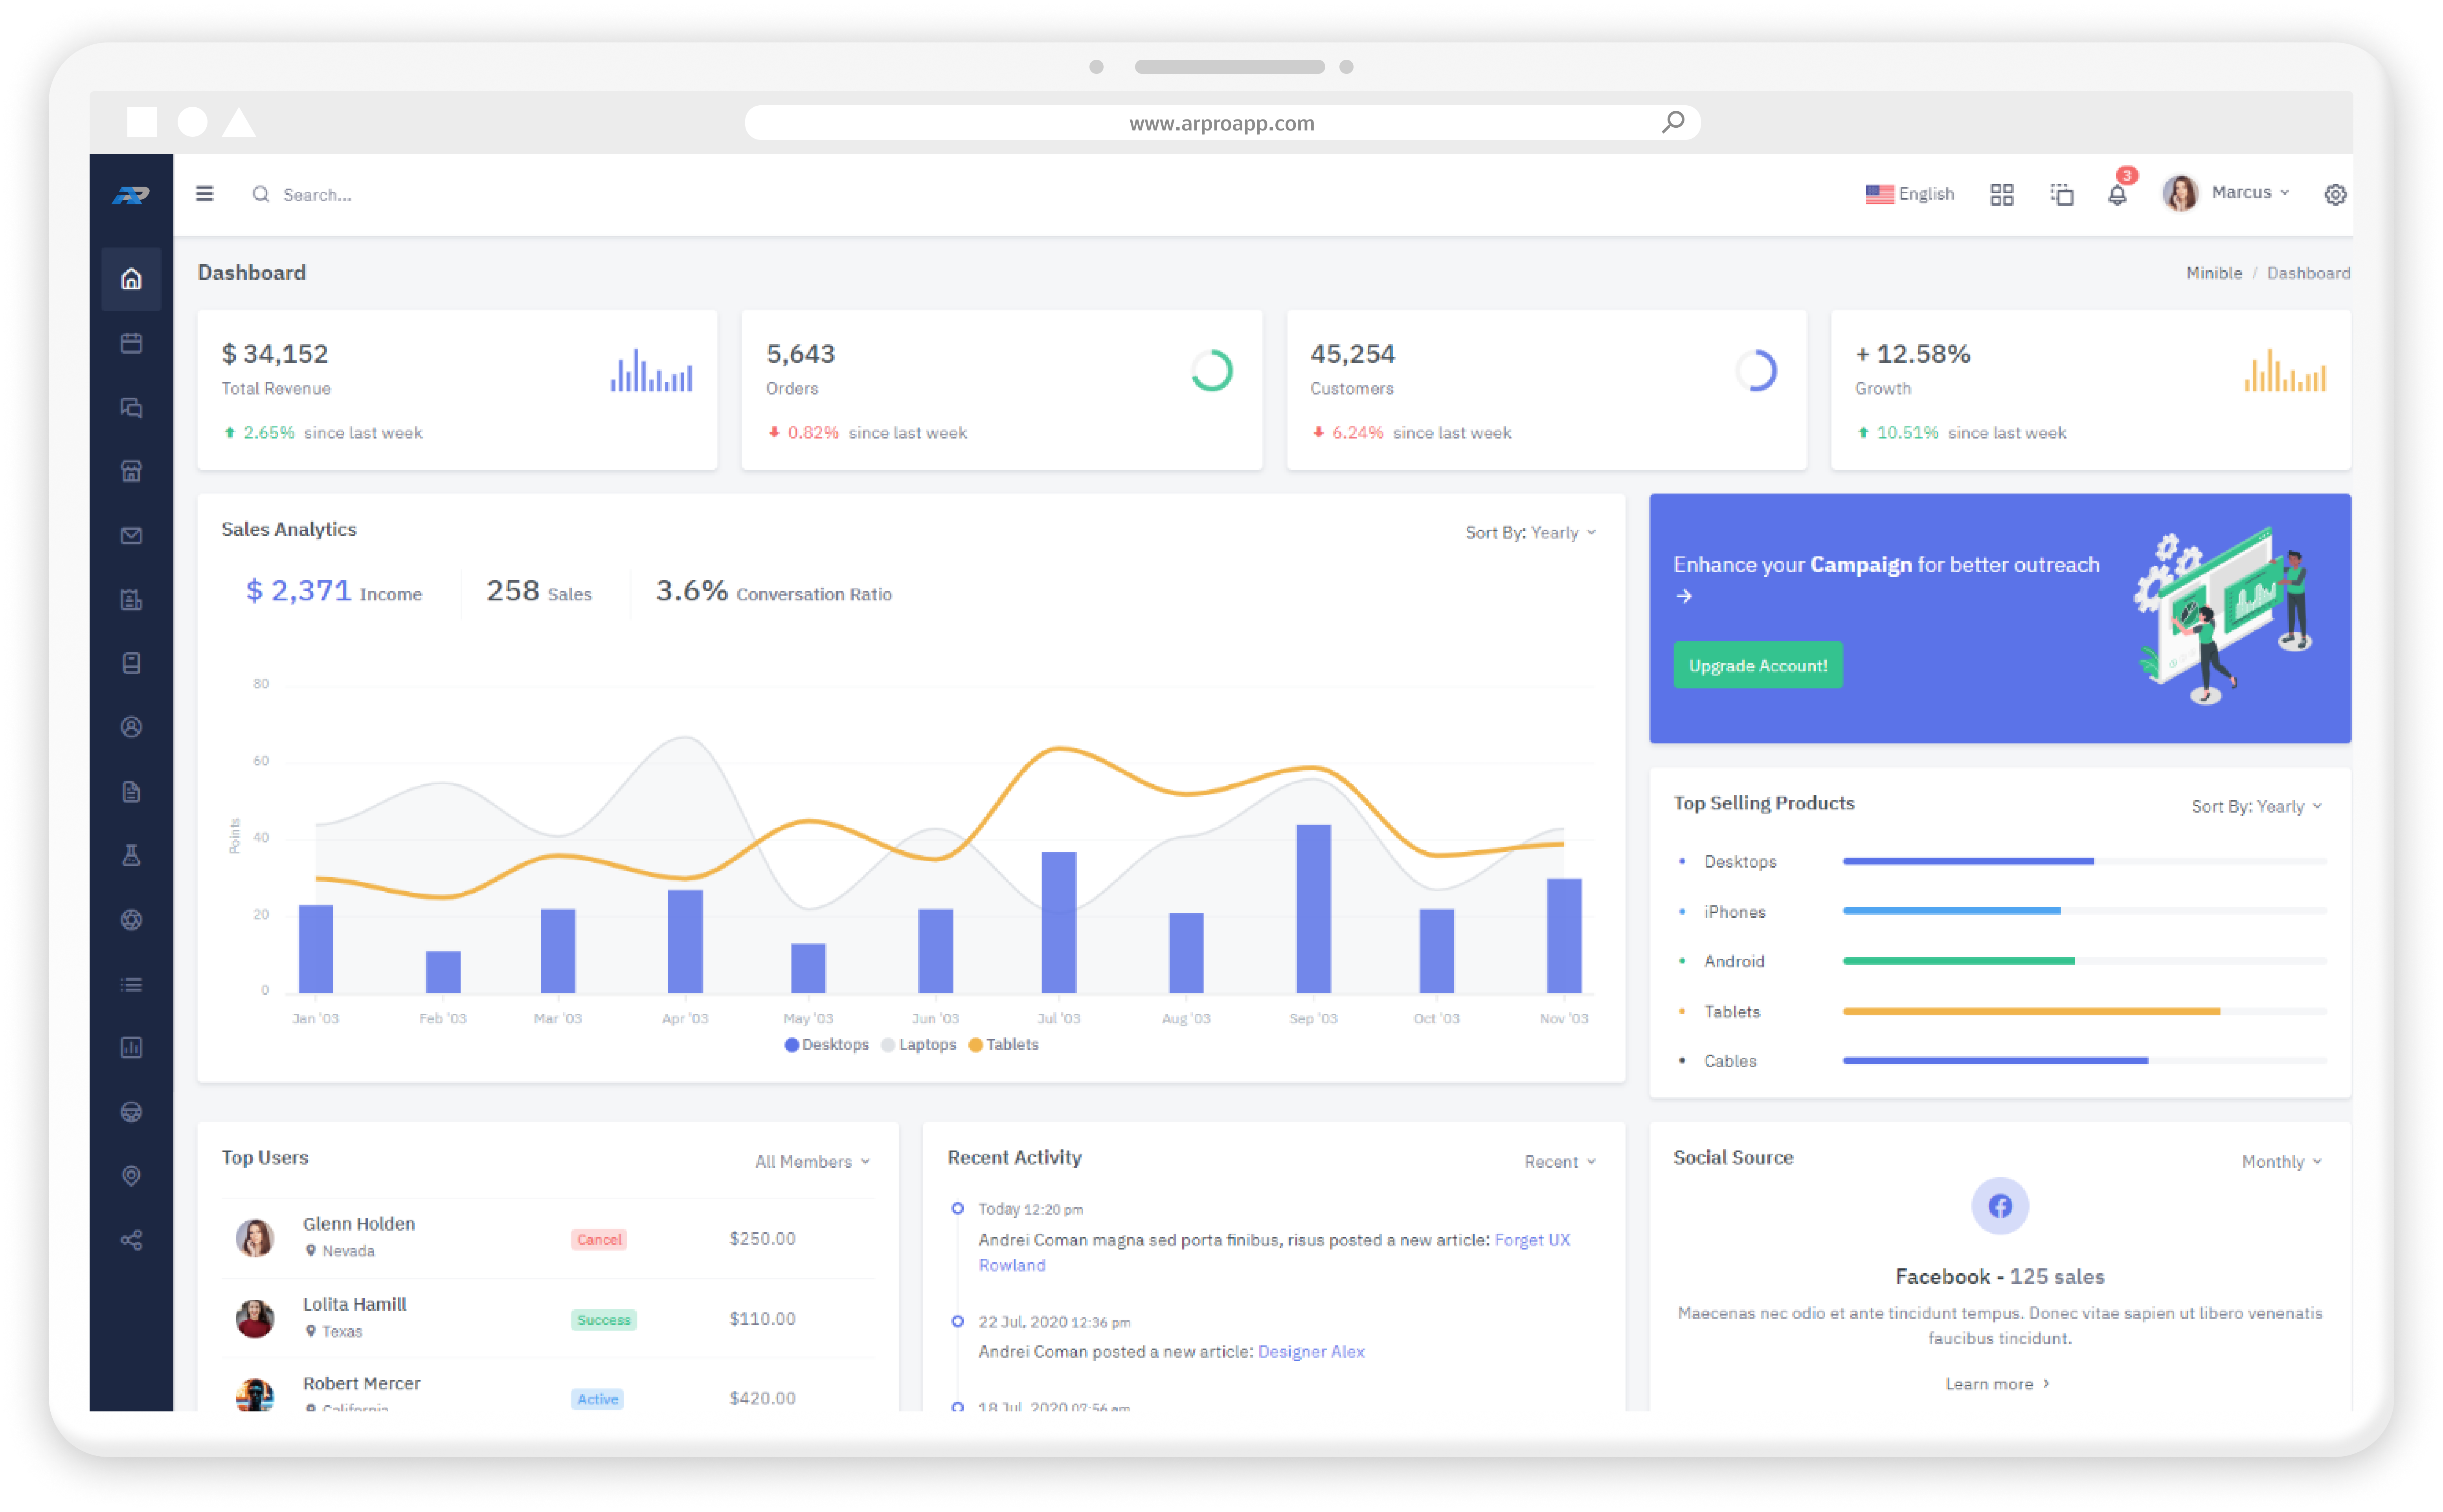 www.arproapp.com
Search...
English
3
Marcus
Dashboard
Minible / Dashboard
$ 34,152
Total Revenue
2.65% since last week
5,643
Orders
0.82% since last week
45,254
Customers
6.24% since last week
+ 12.58%
Growth
10.51% since last week
Sales Analytics
Sort By: Yearly
$ 2,371 Income
258 Sales
3.6% Conversation Ratio
80
60
40
20
0
Points
Jan '03
Feb '03
Mar '03
Apr '03
May '03
Jun '03
Jul '03
Aug '03
Sep '03
Oct '03
Nov '03
Desktops
Laptops
Tablets
Enhance your Campaign for better outreach
→
Upgrade Account!
Top Selling Products
Sort By: Yearly
Desktops
iPhones
Android
Tablets
Cables
Top Users
All Members
Glenn Holden
Nevada
Cancel
$250.00
Lolita Hamill
Texas
Success
$110.00
Robert Mercer
California
Active
$420.00
Recent Activity
Recent
Today 12:20 pm
Andrei Coman magna sed porta finibus, risus posted a new article: Forget UX
Rowland
22 Jul, 2020 12:36 pm
Andrei Coman posted a new article: Designer Alex
18 Jul, 2020 07:56 am
Social Source
Monthly
Facebook - 125 sales
Maecenas nec odio et ante tincidunt tempus. Donec vitae sapien ut libero venenatis
faucibus tincidunt.
Learn more